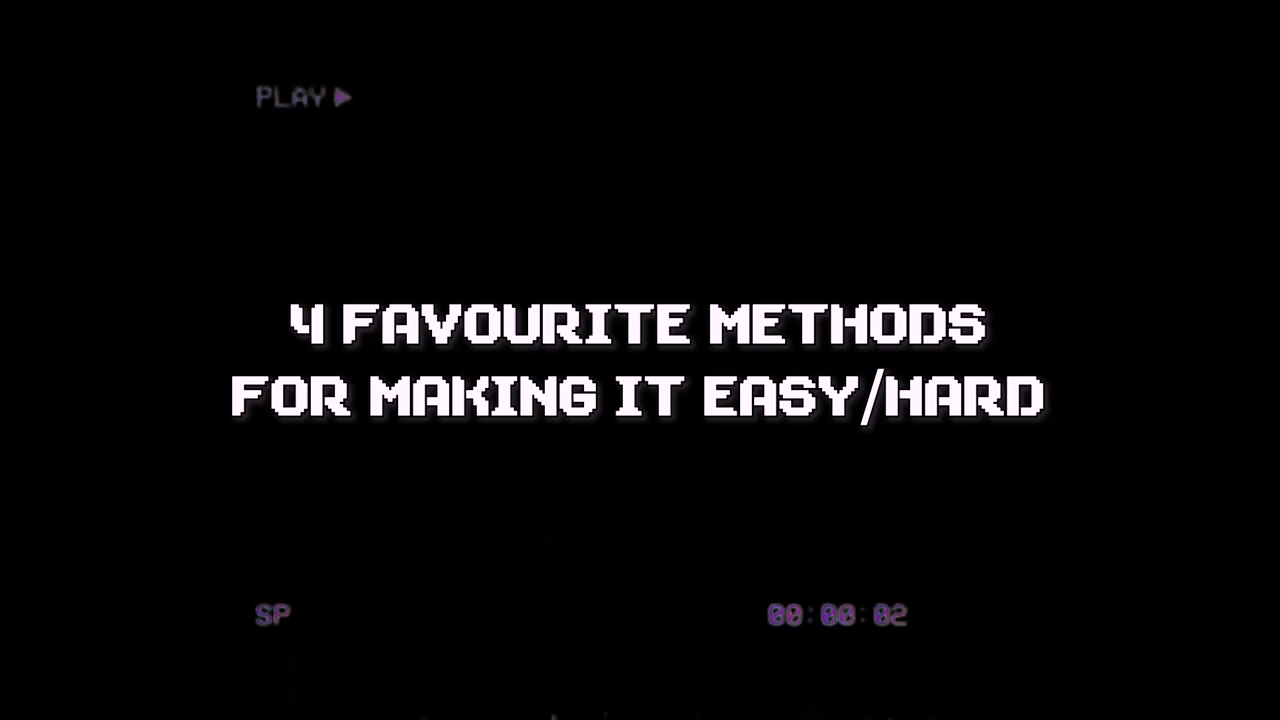 PLAY ▶
4 FAVOURITE METHODS
FOR MAKING IT EASY/HARD
SP
00:00:02